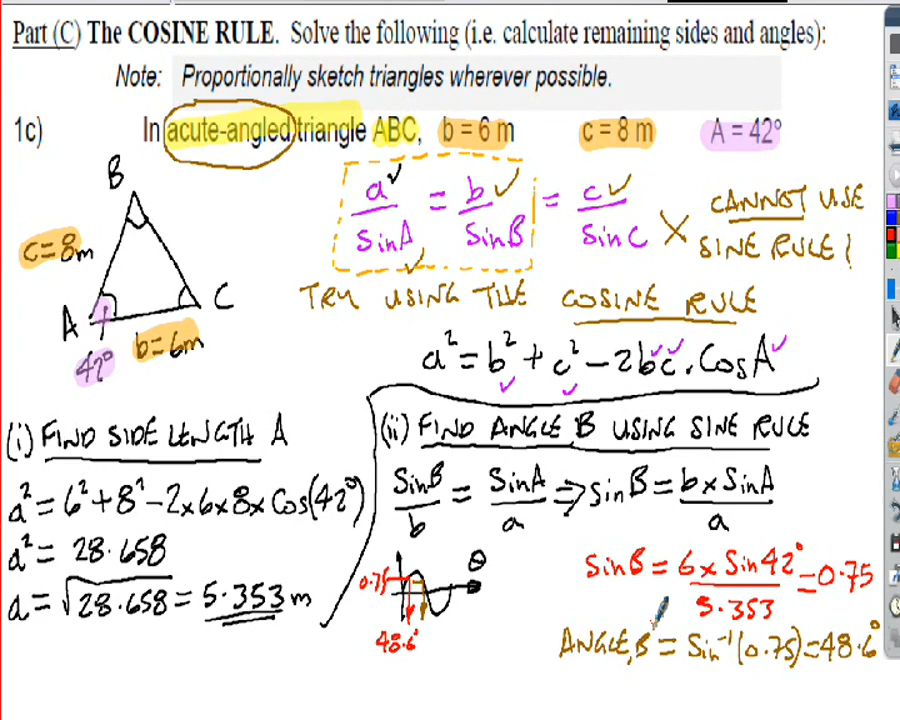 Part (C) The COSINE RULE. Solve the following (i.e. calculate remaining sides and angles):
Note: Proportionally sketch triangles wherever possible.
1c) In acute-angled triangle ABC, b = 6 m c = 8 m A = 42°
B
c = 8m
A
C
42°
b = 6m
a/sinA = b/sinB = c/sinC
CANNOT USE
SINE RULE!
TRY USING THE COSINE RULE
a² = b² + c² - 2bc . Cos A
(i) FIND SIDE LENGTH A
a² = 6² + 8² - 2x6x8x Cos(42°)
a² = 28.658
a = √28.658 = 5.353 m
(ii) FIND ANGLE B USING SINE RULE
SinB/b = SinA/a ⇒ sinB = b x SinA/a
sinB = 6 x Sin42°/5.353 = 0.75
0.75
θ
48.6°
ANGLE, B = Sin⁻¹(0.75) = 48.6°